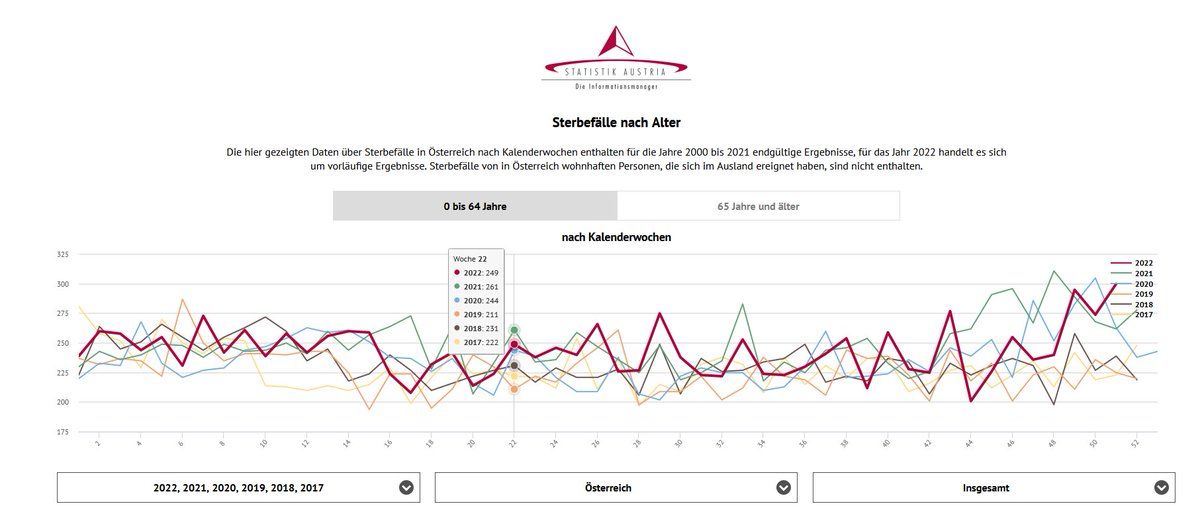 STATISTIK AUSTRIA
Die Informationsmanager
Sterbefälle nach Alter
Die hier gezeigten Daten über Sterbefälle in Österreich nach Kalenderwochen enthalten für die Jahre 2000 bis 2021 endgültige Ergebnisse, für das Jahr 2022 handelt es sich
um vorläufige Ergebnisse. Sterbefälle von in Österreich wohnhaften Personen, die sich im Ausland ereignet haben, sind nicht enthalten.
0 bis 64 Jahre
65 Jahre und älter
nach Kalenderwochen
325
300
275
250
225
200
175
Woche 22
2022: 249
2021: 261
2020: 244
2019: 211
2018: 231
2017: 222
2022
2021
2020
2019
2018
2017
2 4 6 8 10 12 14 16 18 20 22 24 26 28 30 32 34 36 38 40 42 44 46 48 50 52
2022, 2021, 2020, 2019, 2018, 2017
Österreich
Insgesamt